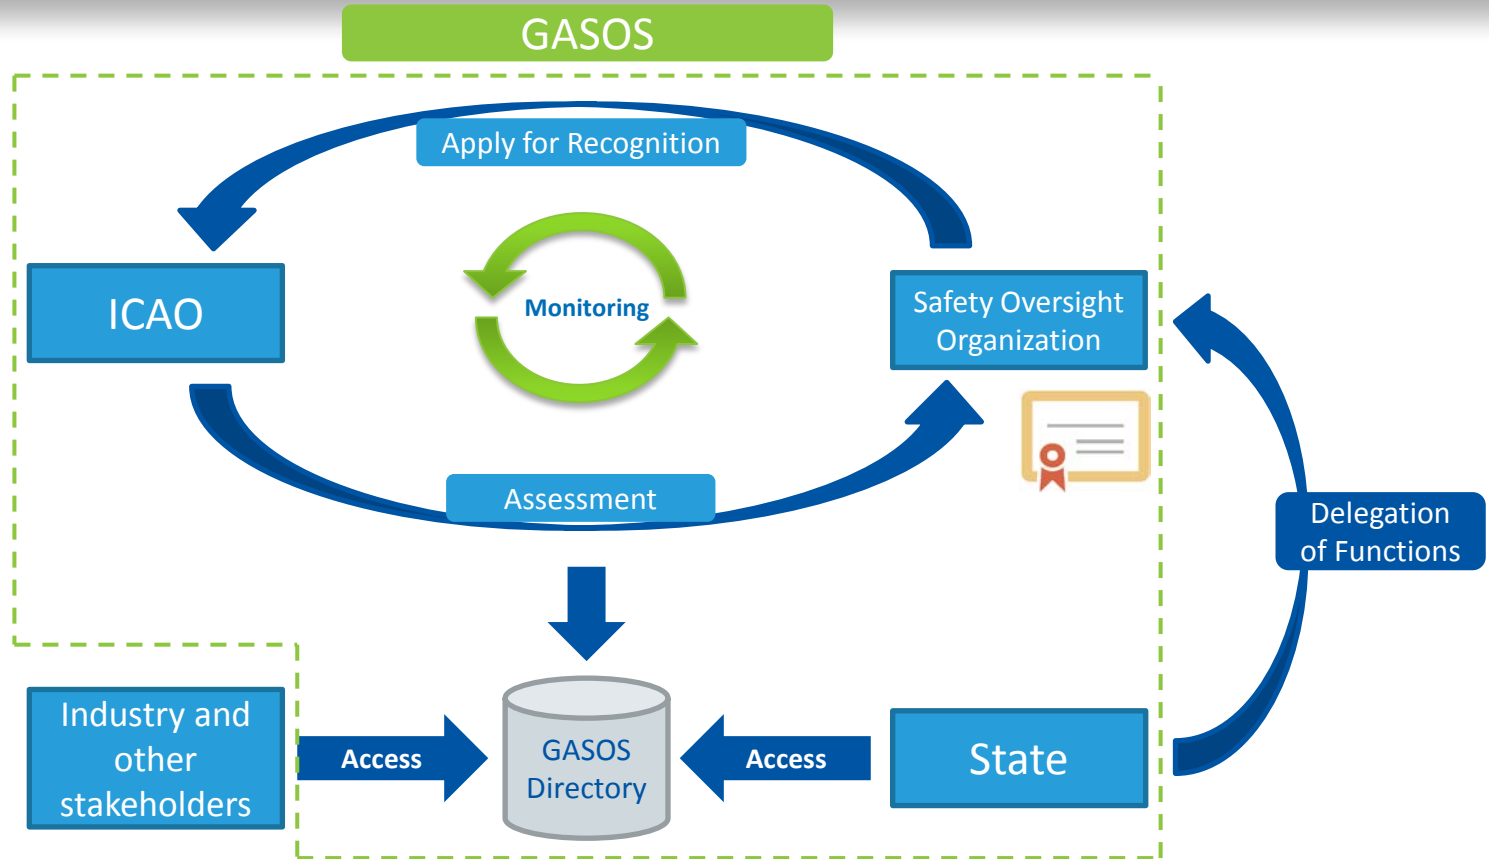 GASOS
Apply for Recognition
ICAO
Monitoring
Safety Oversight
Organization
Assessment
Delegation
of Functions
Industry and
other
stakeholders
Access
GASOS
Directory
Access
State